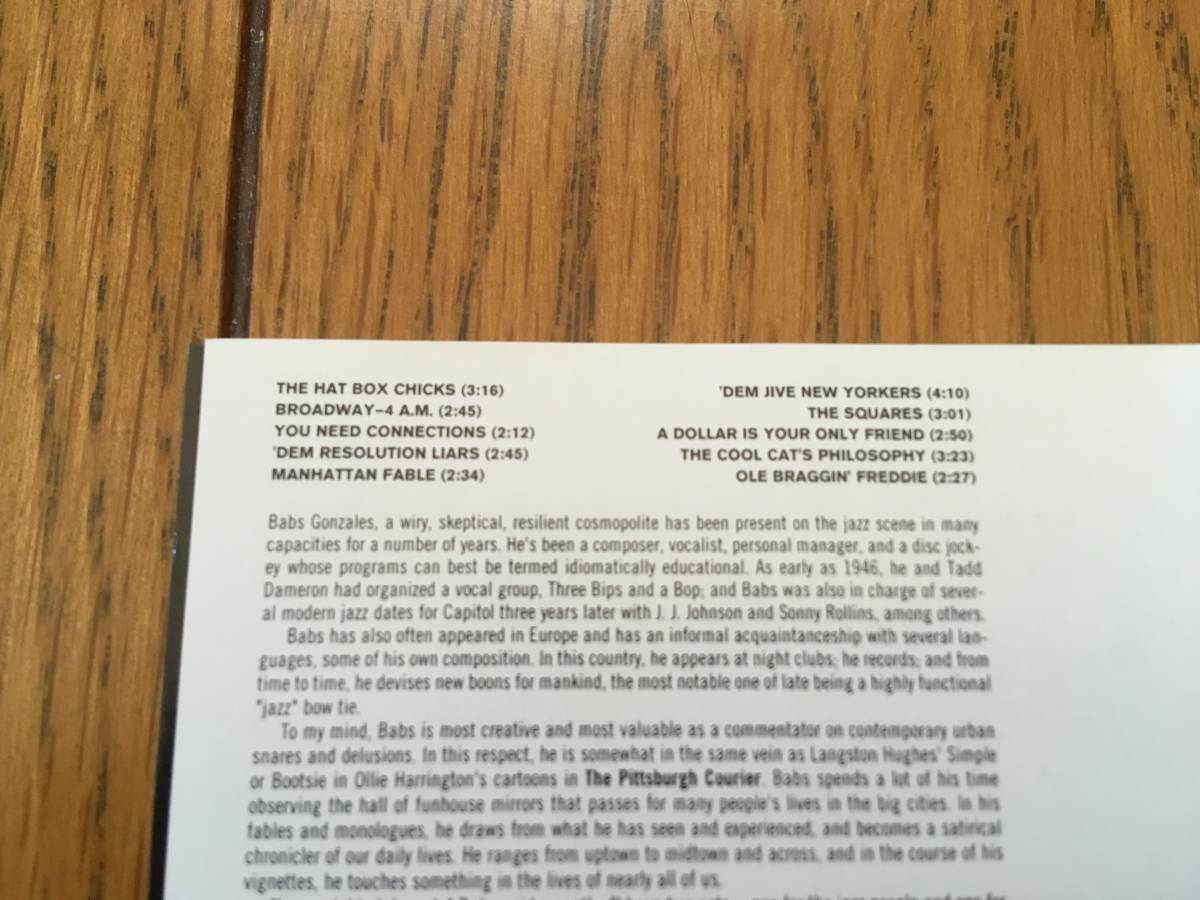 THE HAT BOX CHICKS (3:16)
BROADWAY–4 A.M. (2:45)
YOU NEED CONNECTIONS (2:12)
'DEM RESOLUTION LIARS (2:45)
MANHATTAN FABLE (2:34)
'DEM JIVE NEW YORKERS (4:10)
THE SQUARES (3:01)
A DOLLAR IS YOUR ONLY FRIEND (2:50)
THE COOL CAT'S PHILOSOPHY (3:23)
OLE BRAGGIN' FREDDIE (2:27)
Babs Gonzales, a wiry, skeptical, resilient cosmopolite has been present on the jazz scene in many
capacities for a number of years. He's been a composer, vocalist, personal manager, and a disc jock-
ey whose programs can best be termed idiomatically educational. As early as 1946, he and Tadd
Dameron had organized a vocal group, Three Bips and a Bop; and Babs was also in charge of sever-
al modern jazz dates for Capitol three years later with J. J. Johnson and Sonny Rollins, among others.
Babs has also often appeared in Europe and has an informal acquaintanceship with several lan-
guages, some of his own composition. In this country, he appears at night clubs; he records; and from
time to time, he devises new boons for mankind, the most notable one of late being a highly functional
"jazz" bow tie.
To my mind, Babs is most creative and most valuable as a commentator on contemporary urban
snares and delusions. In this respect, he is somewhat in the same vein as Langston Hughes' Simple
or Bootsie in Ollie Harrington's cartoons in The Pittsburgh Courier. Babs spends a lot of his time
observing the hall of funhouse mirrors that passes for many people's lives in the big cities. In his
fables and monologues, he draws from what he has seen and experienced, and becomes a satirical
chronicler of our daily lives. He ranges from uptown to midtown and across, and in the course of his
vignettes, he touches something in the lives of nearly all of us.